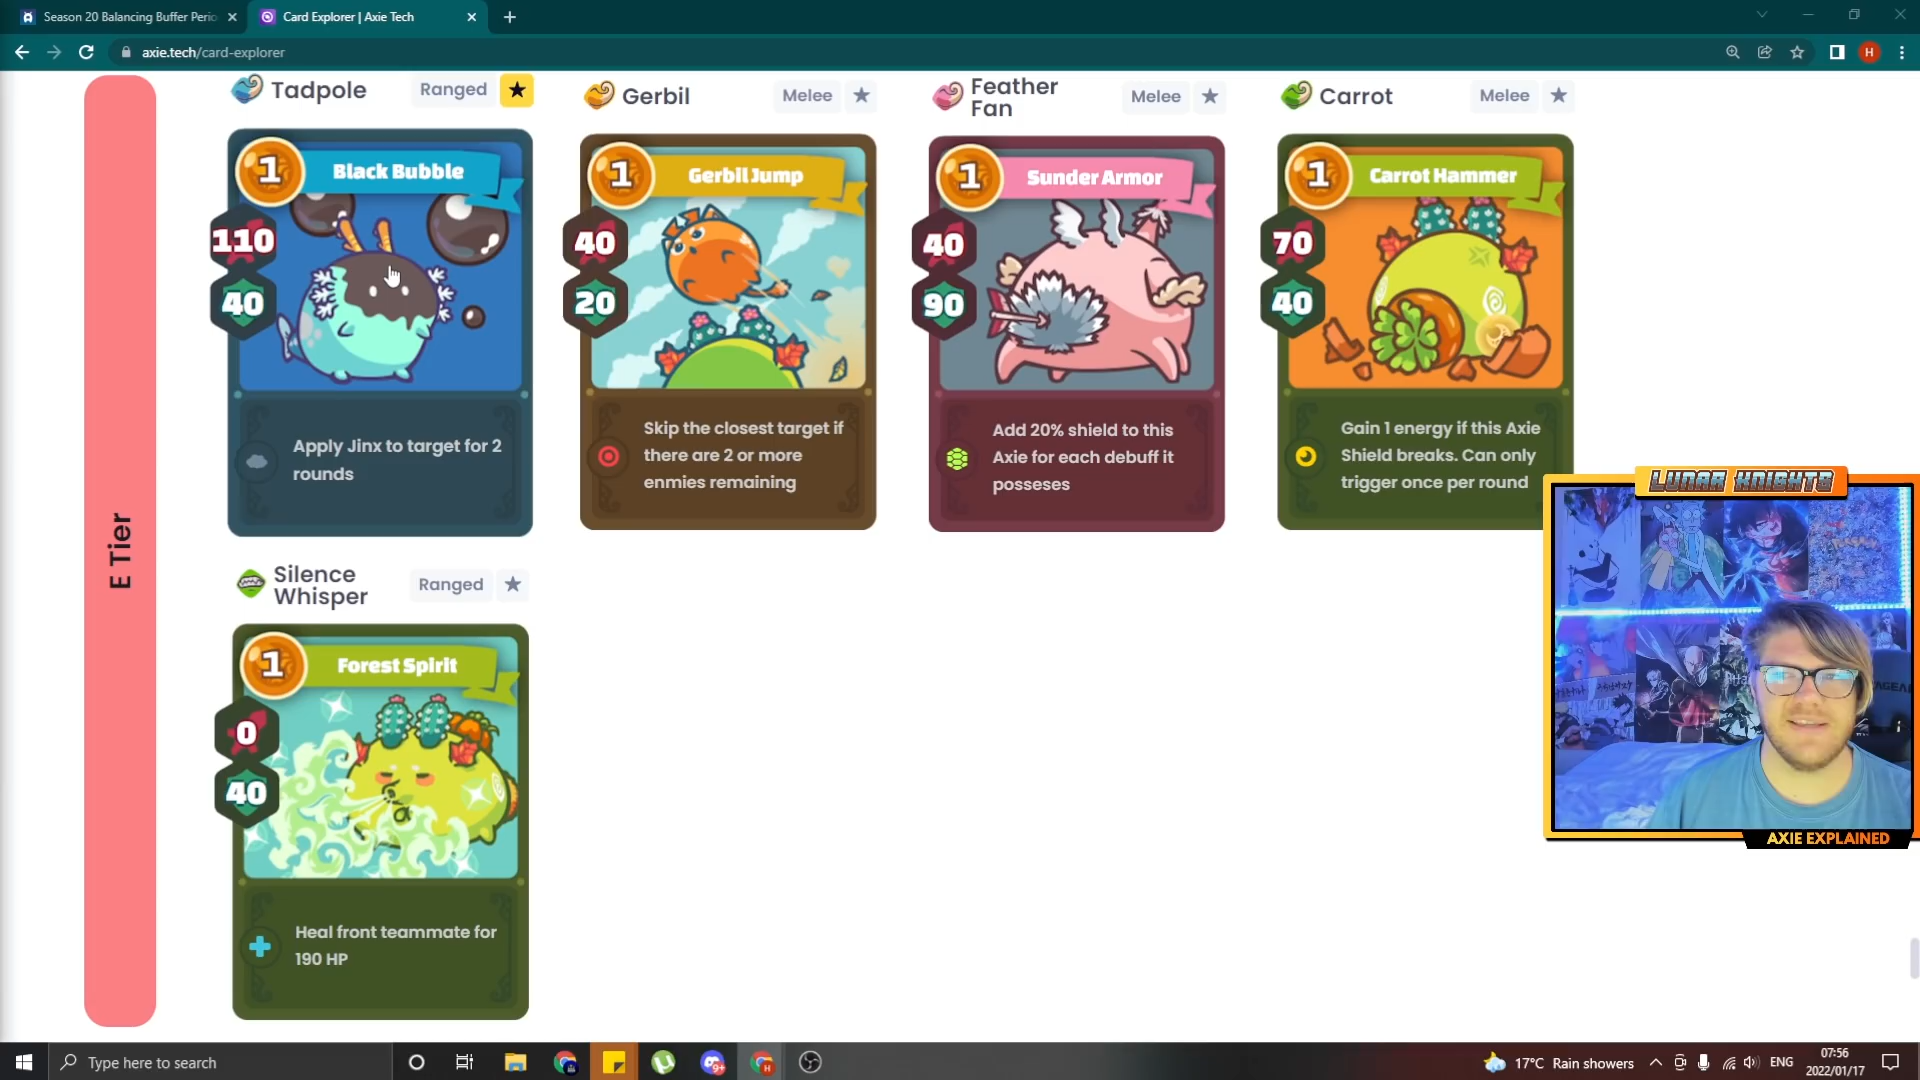 Season 20 Balancing Buffer Perio
Card Explorer | Axie Tech
axie.tech/card-explorer
H
E Tier
Tadpole
Ranged
Gerbil
Melee
Feather
Fan
Melee
Carrot
Melee
1
Black Bubble
110
40
Apply Jinx to target for 2
rounds
1
Gerbil Jump
40
20
Skip the closest target if
there are 2 or more
enmies remaining
1
Sunder Armor
40
90
Add 20% shield to this
Axie for each debuff it
posseses
1
Carrot Hammer
70
40
Gain 1 energy if this Axie
Shield breaks. Can only
trigger once per round
Silence
Whisper
Ranged
1
Forest Spirit
0
40
Heal front teammate for
190 HP
LUNAR KNIGHTS
AXIE EXPLAINED
Type here to search
9+
H
17°C Rain showers
ENG
07:56
2022/01/17